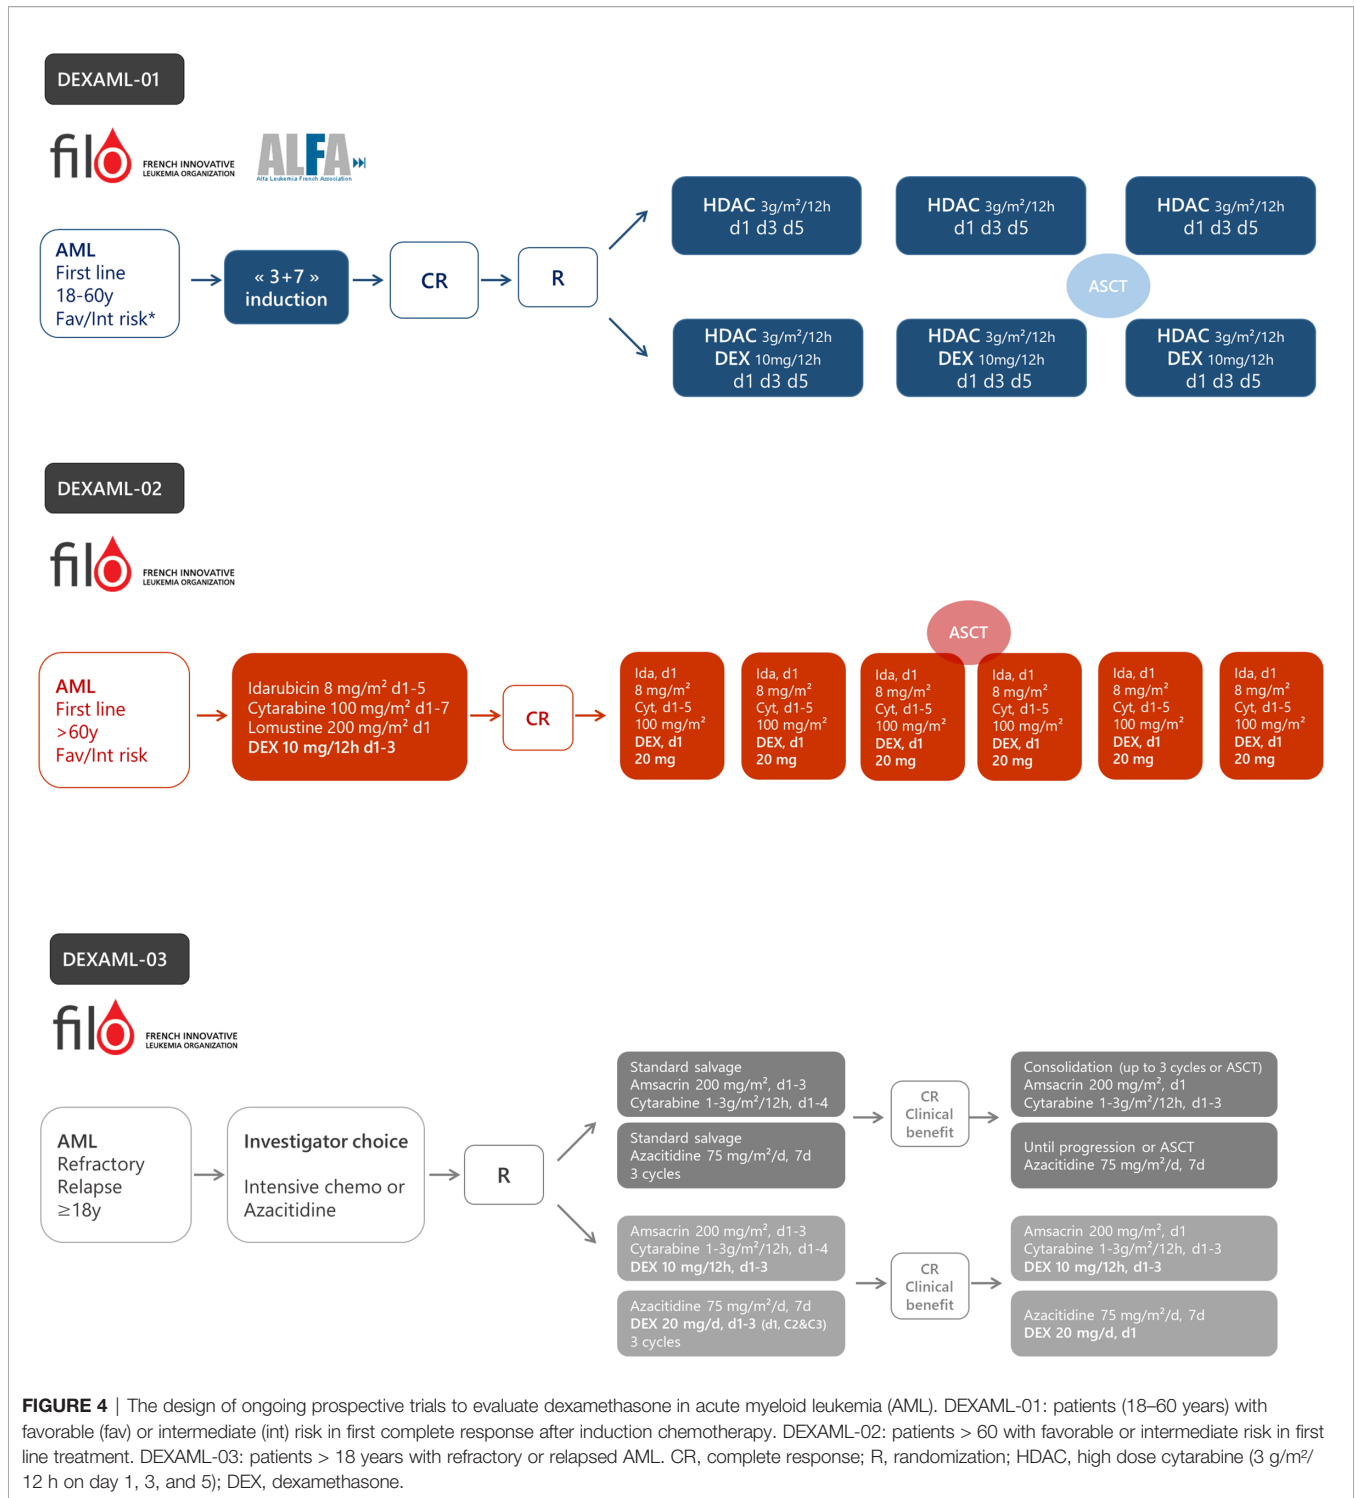 DEXAML-01
filo FRENCH INNOVATIVE
LEUKEMIA ORGANIZATION
ALFA
Alfa Leukemia French Association
AML
First line
18-60y
Fav/Int risk*
« 3+7 »
induction
CR
R
HDAC 3g/m²/12h
d1 d3 d5
HDAC 3g/m²/12h
d1 d3 d5
HDAC 3g/m²/12h
d1 d3 d5
ASCT
HDAC 3g/m²/12h
DEX 10mg/12h
d1 d3 d5
HDAC 3g/m²/12h
DEX 10mg/12h
d1 d3 d5
HDAC 3g/m²/12h
DEX 10mg/12h
d1 d3 d5
DEXAML-02
filo FRENCH INNOVATIVE
LEUKEMIA ORGANIZATION
AML
First line
>60y
Fav/Int risk
Idarubicin 8 mg/m² d1-5
Cytarabine 100 mg/m² d1-7
Lomustine 200 mg/m² d1
DEX 10 mg/12h d1-3
CR
ASCT
Ida, d1
8 mg/m²
Cyt, d1-5
100 mg/m²
DEX, d1
20 mg
Ida, d1
8 mg/m²
Cyt, d1-5
100 mg/m²
DEX, d1
20 mg
Ida, d1
8 mg/m²
Cyt, d1-5
100 mg/m²
DEX, d1
20 mg
Ida, d1
8 mg/m²
Cyt, d1-5
100 mg/m²
DEX, d1
20 mg
Ida, d1
8 mg/m²
Cyt, d1-5
100 mg/m²
DEX, d1
20 mg
Ida, d1
8 mg/m²
Cyt, d1-5
100 mg/m²
DEX, d1
20 mg
DEXAML-03
filo FRENCH INNOVATIVE
LEUKEMIA ORGANIZATION
AML
Refractory
Relapse
≥18y
Investigator choice
Intensive chemo or
Azacitidine
R
Standard salvage
Amsacrin 200 mg/m², d1-3
Cytarabine 1-3g/m²/12h, d1-4
Standard salvage
Azacitidine 75 mg/m²/d, 7d
3 cycles
CR
Clinical
benefit
Consolidation (up to 3 cycles or ASCT)
Amsacrin 200 mg/m², d1
Cytarabine 1-3g/m²/12h, d1-3
Until progression or ASCT
Azacitidine 75 mg/m²/d, 7d
Amsacrin 200 mg/m², d1-3
Cytarabine 1-3g/m²/12h, d1-4
DEX 10 mg/12h, d1-3
Azacitidine 75 mg/m²/d, 7d
DEX 20 mg/d, d1-3 (d1, C2&C3)
3 cycles
CR
Clinical
benefit
Amsacrin 200 mg/m², d1
Cytarabine 1-3g/m²/12h, d1-3
DEX 10 mg/12h, d1-3
Azacitidine 75 mg/m²/d, 7d
DEX 20 mg/d, d1
FIGURE 4 | The design of ongoing prospective trials to evaluate dexamethasone in acute myeloid leukemia (AML). DEXAML-01: patients (18–60 years) with
favorable (fav) or intermediate (int) risk in first complete response after induction chemotherapy. DEXAML-02: patients > 60 with favorable or intermediate risk in first
line treatment. DEXAML-03: patients > 18 years with refractory or relapsed AML. CR, complete response; R, randomization; HDAC, high dose cytarabine (3 g/m²/
12 h on day 1, 3, and 5); DEX, dexamethasone.